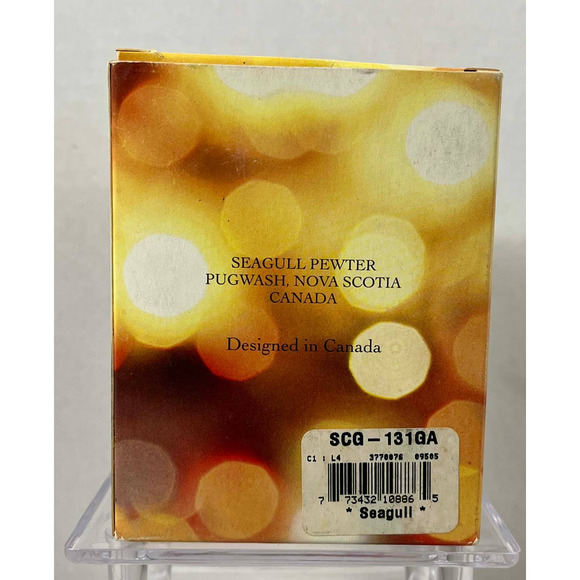 SEAGULL PEWTER
PUGWASH, NOVA SCOTIA
CANADA
Designed in Canada
SCG-131GA
C1 : L4 3770076 09505
7 73432 10886 5
* Seagull *